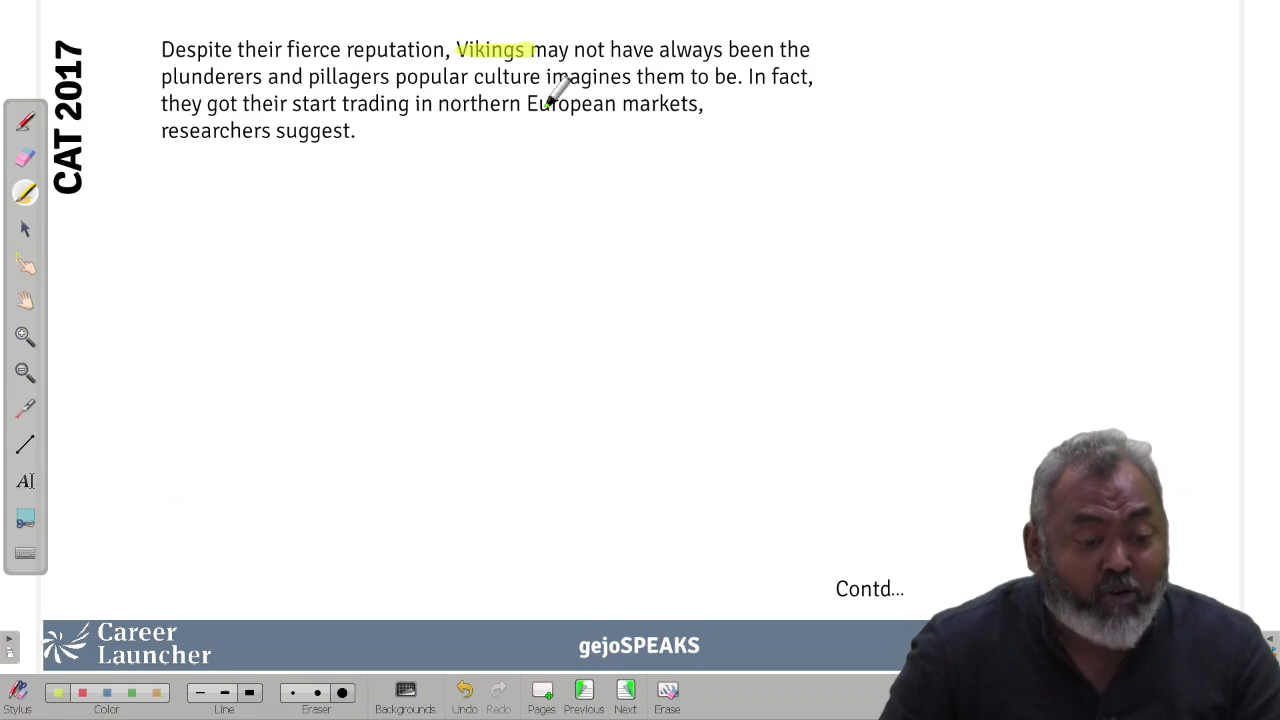 CAT 2017
Despite their fierce reputation, Vikings may not have always been the
plunderers and pillagers popular culture imagines them to be. In fact,
they got their start trading in northern European markets,
researchers suggest.
AI
Contd...
Career
Launcher
gejoSPEAKS
Stylus
Color
Line
Eraser
Backgrounds
Undo
Redo
Pages
Previous
Next
Erase